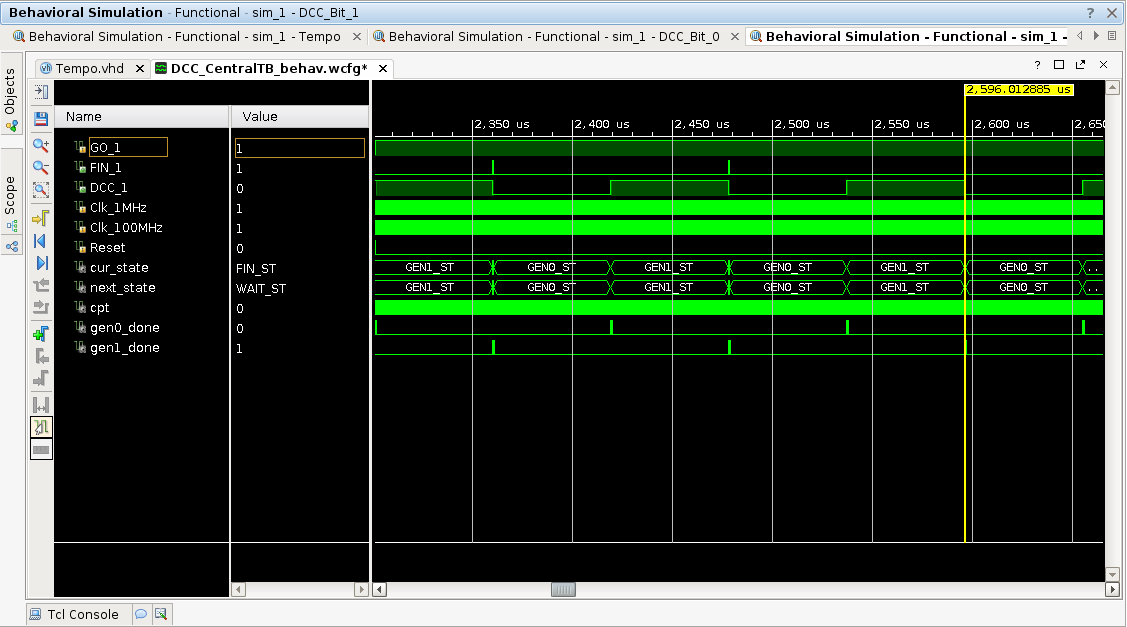 Behavioral Simulation - Functional - sim_1 - DCC_Bit_1
Behavioral Simulation - Functional - sim_1 - Tempo
Behavioral Simulation - Functional - sim_1 - DCC_Bit_0
Behavioral Simulation - Functional - sim_1 -
Objects
Scope
Tempo.vhd
DCC_CentralTB_behav.wcfg*
Name Value
2,596.012885 us
2,350 us 2,400 us 2,450 us 2,500 us 2,550 us 2,600 us 2,650
GO_1 1
FIN_1 1
DCC_1 0
Clk_1MHz 1
Clk_100MHz 1
Reset 0
cur_state FIN_ST GEN1_ST GEN0_ST GEN1_ST GEN0_ST GEN1_ST GEN0_ST ..
next_state WAIT_ST GEN1_ST GEN0_ST GEN1_ST GEN0_ST GEN1_ST GEN0_ST ..
cpt 0
gen0_done 0
gen1_done 1
Tcl Console